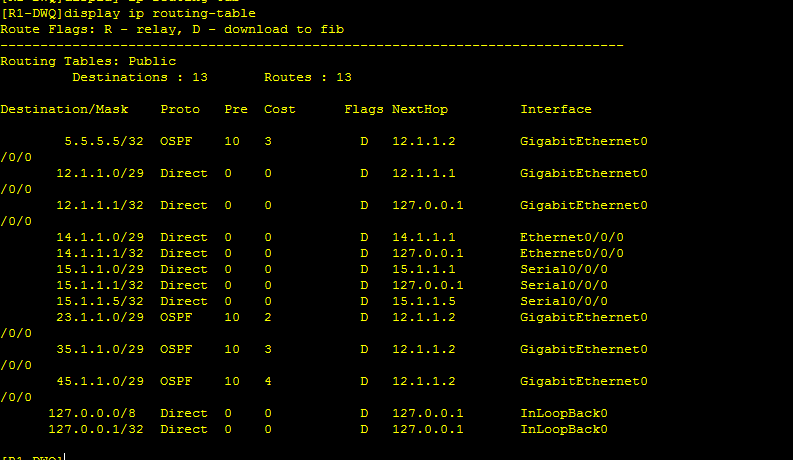 [R1-DWQ]display ip routing-table
Route Flags: R - relay, D - download to fib
------------------------------------------------------------------------------
Routing Tables: Public
         Destinations : 13       Routes : 13

Destination/Mask    Proto   Pre  Cost      Flags NextHop         Interface

        5.5.5.5/32  OSPF    10   3           D   12.1.1.2        GigabitEthernet0
/0/0
       12.1.1.0/29  Direct  0    0           D   12.1.1.1        GigabitEthernet0
/0/0
       12.1.1.1/32  Direct  0    0           D   127.0.0.1       GigabitEthernet0
/0/0
       14.1.1.0/29  Direct  0    0           D   14.1.1.1        Ethernet0/0/0
       14.1.1.1/32  Direct  0    0           D   127.0.0.1       Ethernet0/0/0
       15.1.1.0/29  Direct  0    0           D   15.1.1.1        Serial0/0/0
       15.1.1.1/32  Direct  0    0           D   127.0.0.1       Serial0/0/0
       15.1.1.5/32  Direct  0    0           D   15.1.1.5        Serial0/0/0
       23.1.1.0/29  OSPF    10   2           D   12.1.1.2        GigabitEthernet0
/0/0
       35.1.1.0/29  OSPF    10   3           D   12.1.1.2        GigabitEthernet0
/0/0
       45.1.1.0/29  OSPF    10   4           D   12.1.1.2        GigabitEthernet0
/0/0
      127.0.0.0/8   Direct  0    0           D   127.0.0.1       InLoopBack0
      127.0.0.1/32  Direct  0    0           D   127.0.0.1       InLoopBack0

[R1-DWQ]